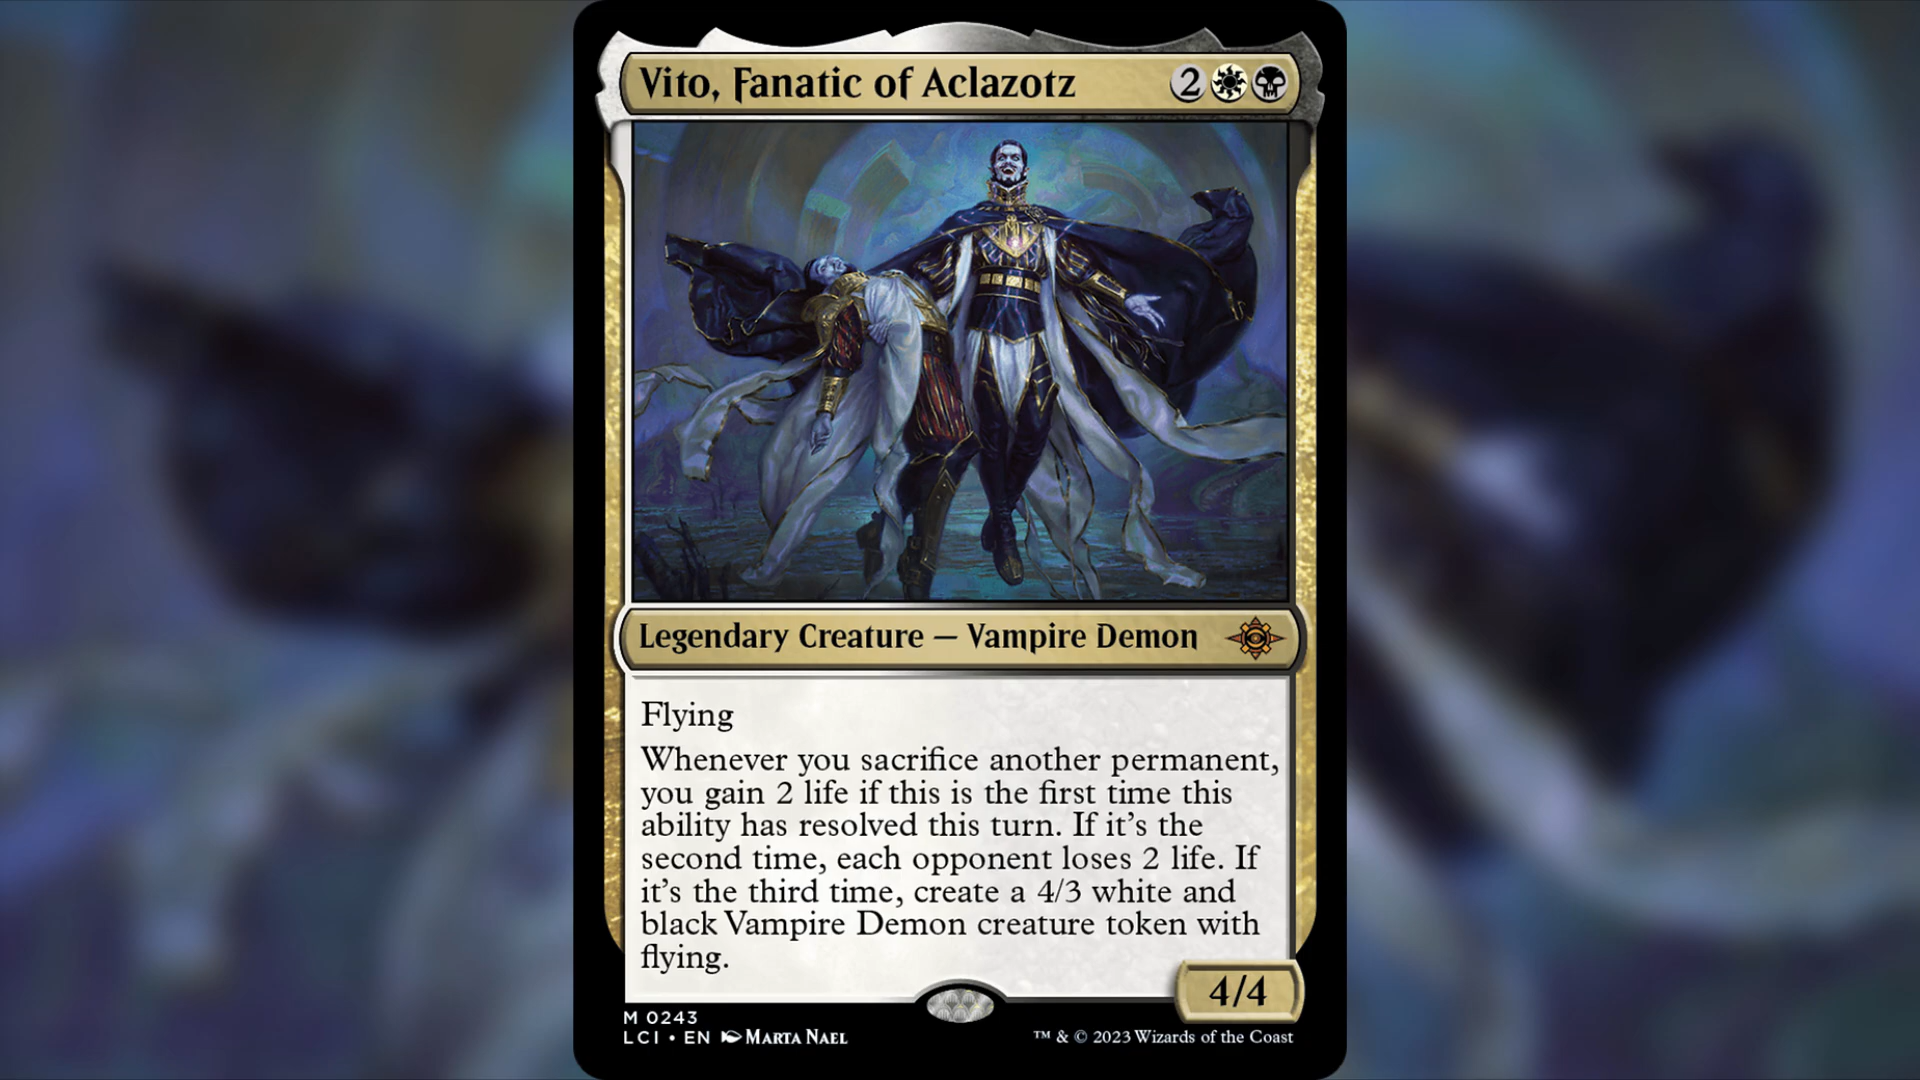 Vito, Fanatic of Aclazotz 2
Legendary Creature — Vampire Demon
Flying
Whenever you sacrifice another permanent,
you gain 2 life if this is the first time this
ability has resolved this turn. If it's the
second time, each opponent loses 2 life. If
it's the third time, create a 4/3 white and
black Vampire Demon creature token with
flying.
4/4
M 0243
LCI • EN Marta Nael
™ & © 2023 Wizards of the Coast